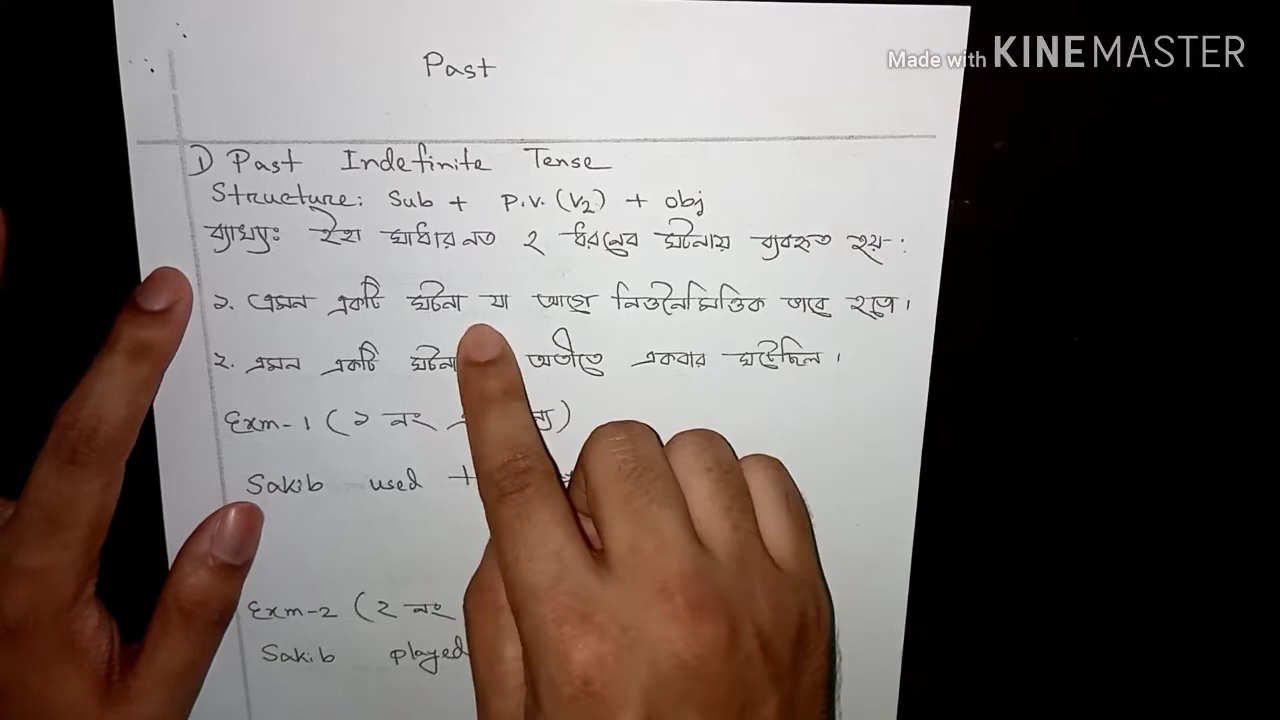 Made with KINEMASTER
Past
1) Past Indefinite Tense
Structure: Sub + p.v. (v2) + obj
ব্যাখ্যাঃ ইহা সাধারনত ২ ধরনের ঘটনায় ব্যবহৃত হয়-:
১. এমন একটি ঘটনা যা আগে নিতনৈমিত্তিক ভাবে হতো।
২. এমন একটি ঘটনা অতীতে একবার ঘটেছিল।
Exm-1 (১ নং
Sakib used
Exm-2 (২ নং
Sakib played